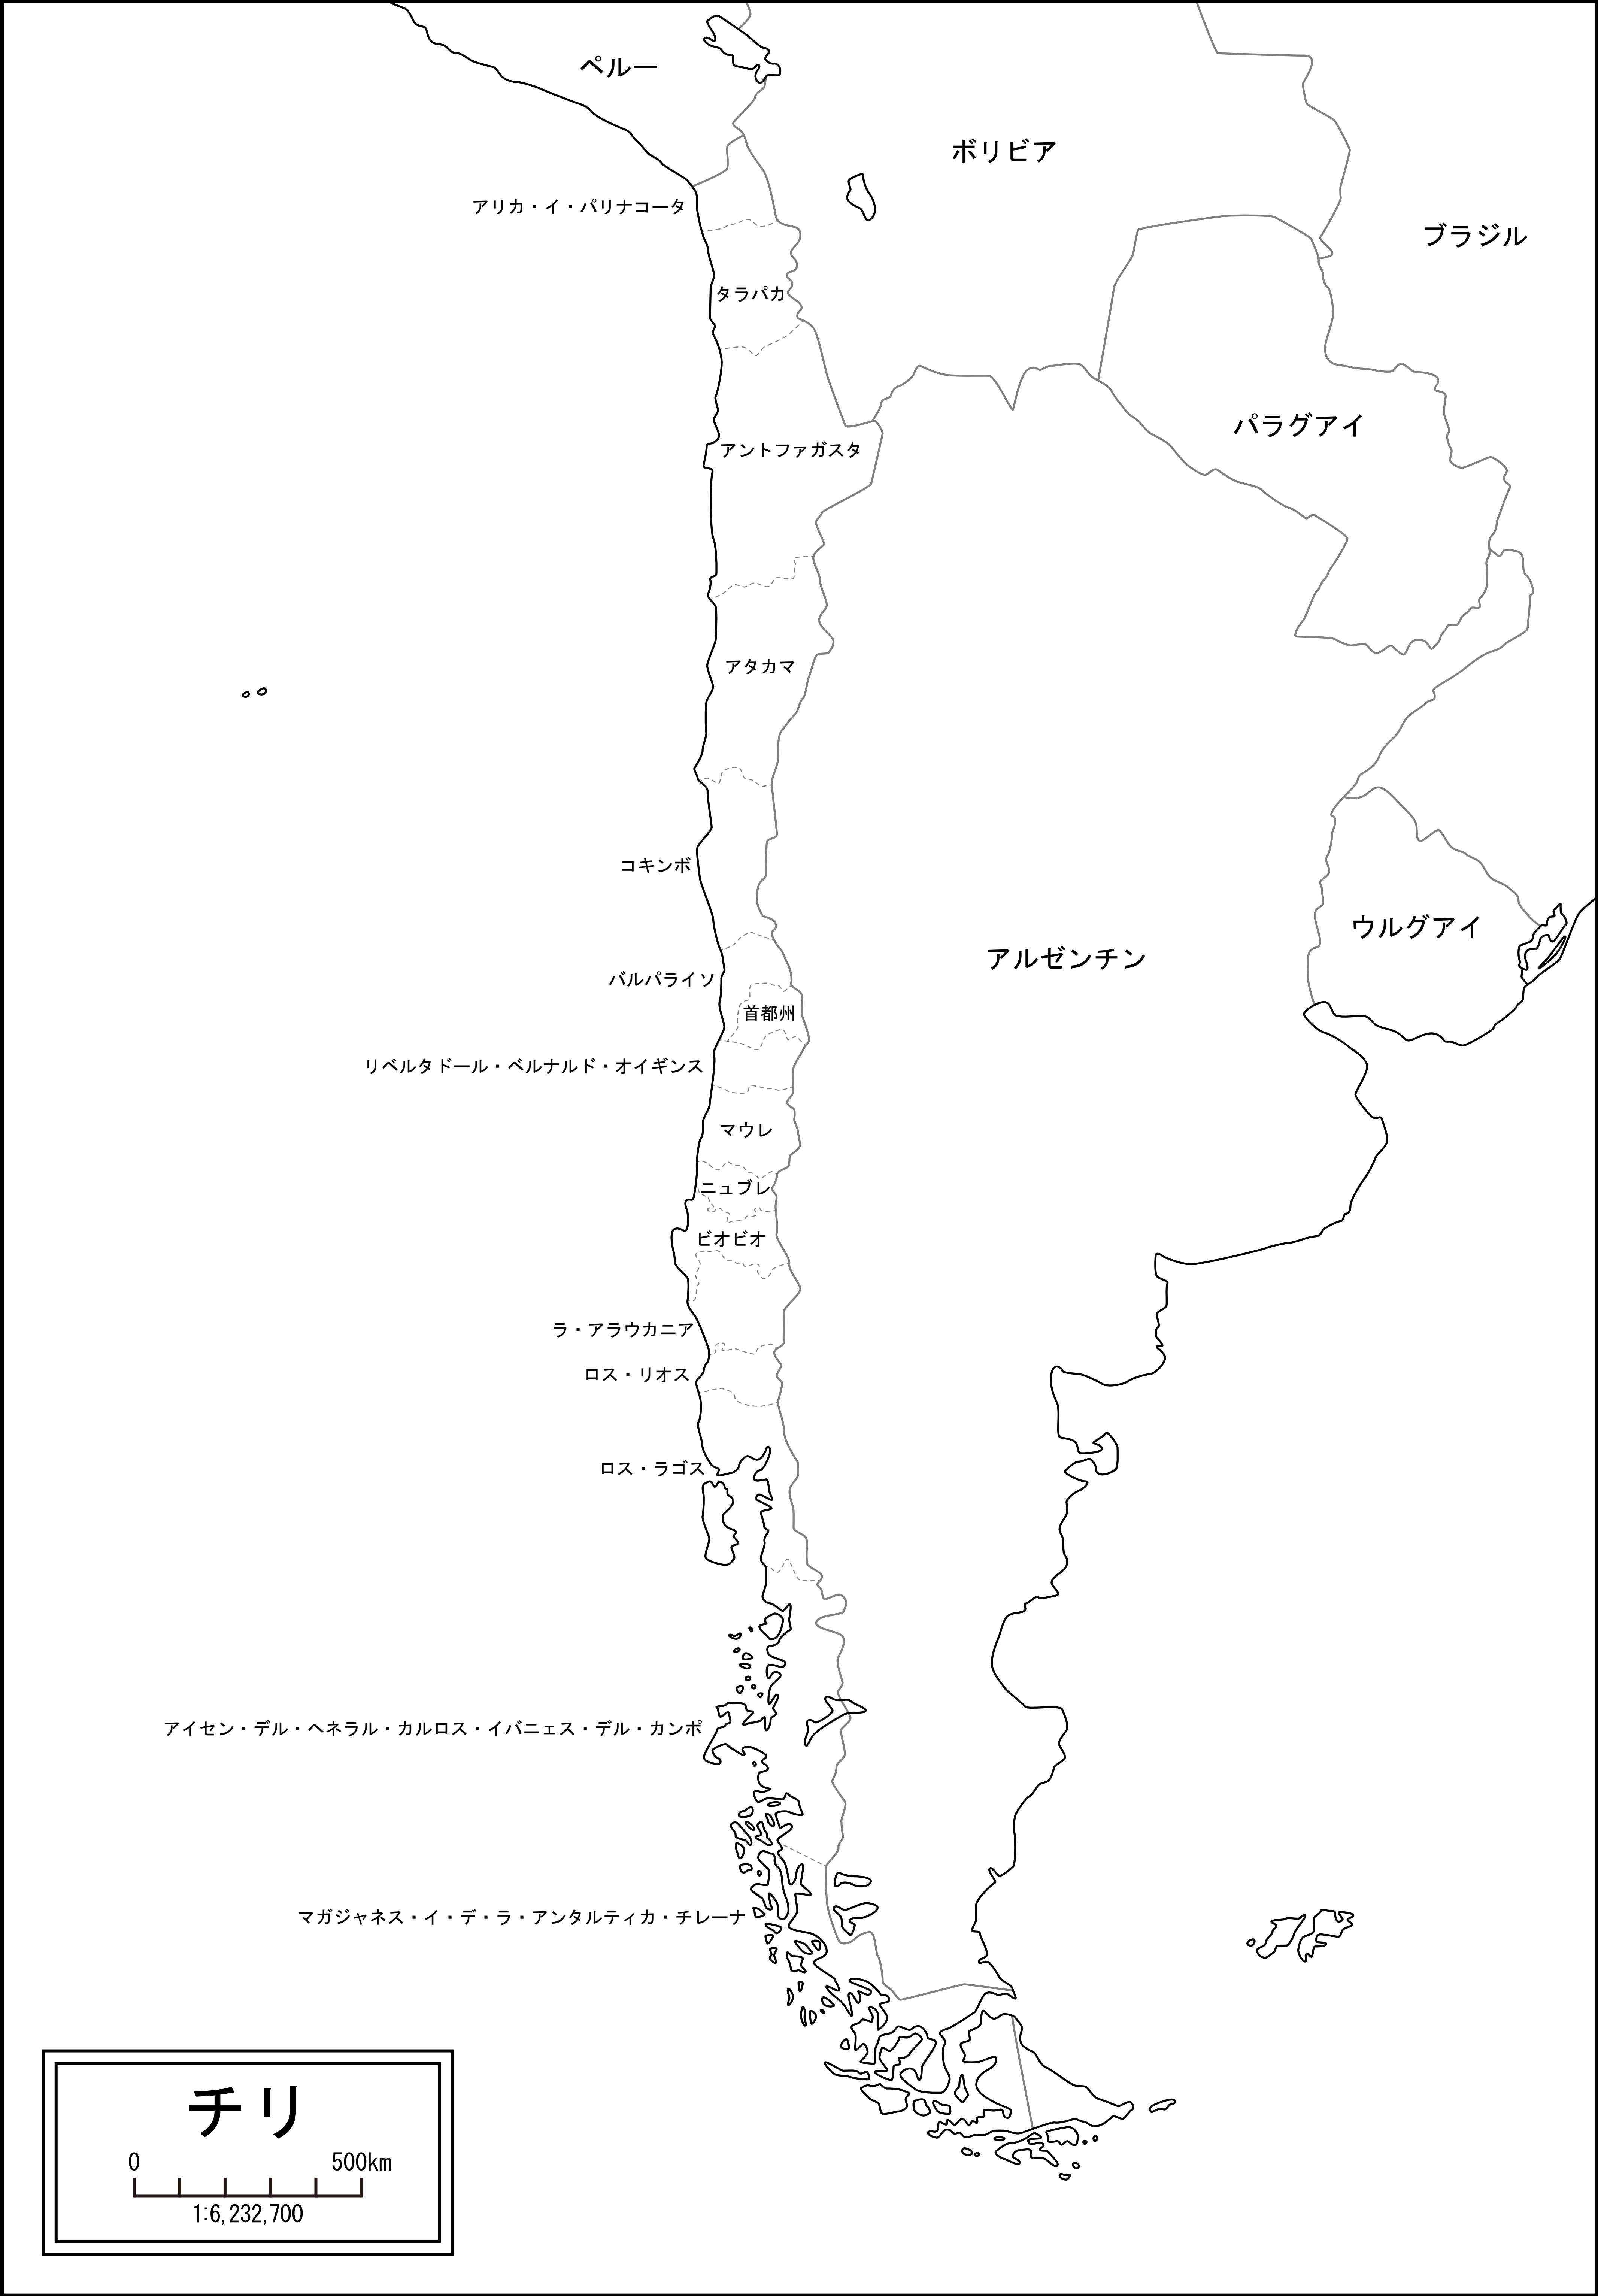 ペルー
ボリビア
アリカ・イ・パリナコータ
ブラジル
タラパカ
パラグアイ
アントファガスタ
アタカマ
コキンボ
ウルグアイ
アルゼンチン
バルパライソ
首都州
リベルタドール・ベルナルド・オイギンス
マウレ
ニュブレ
ビオビオ
ラ・アラウカニア
ロス・リオス
ロス・ラゴス
アイセン・デル・ヘネラル・カルロス・イバニェス・デル・カンポ
マガジャネス・イ・デ・ラ・アンタルティカ・チレーナ
チリ
0 500km
1:6,232,700